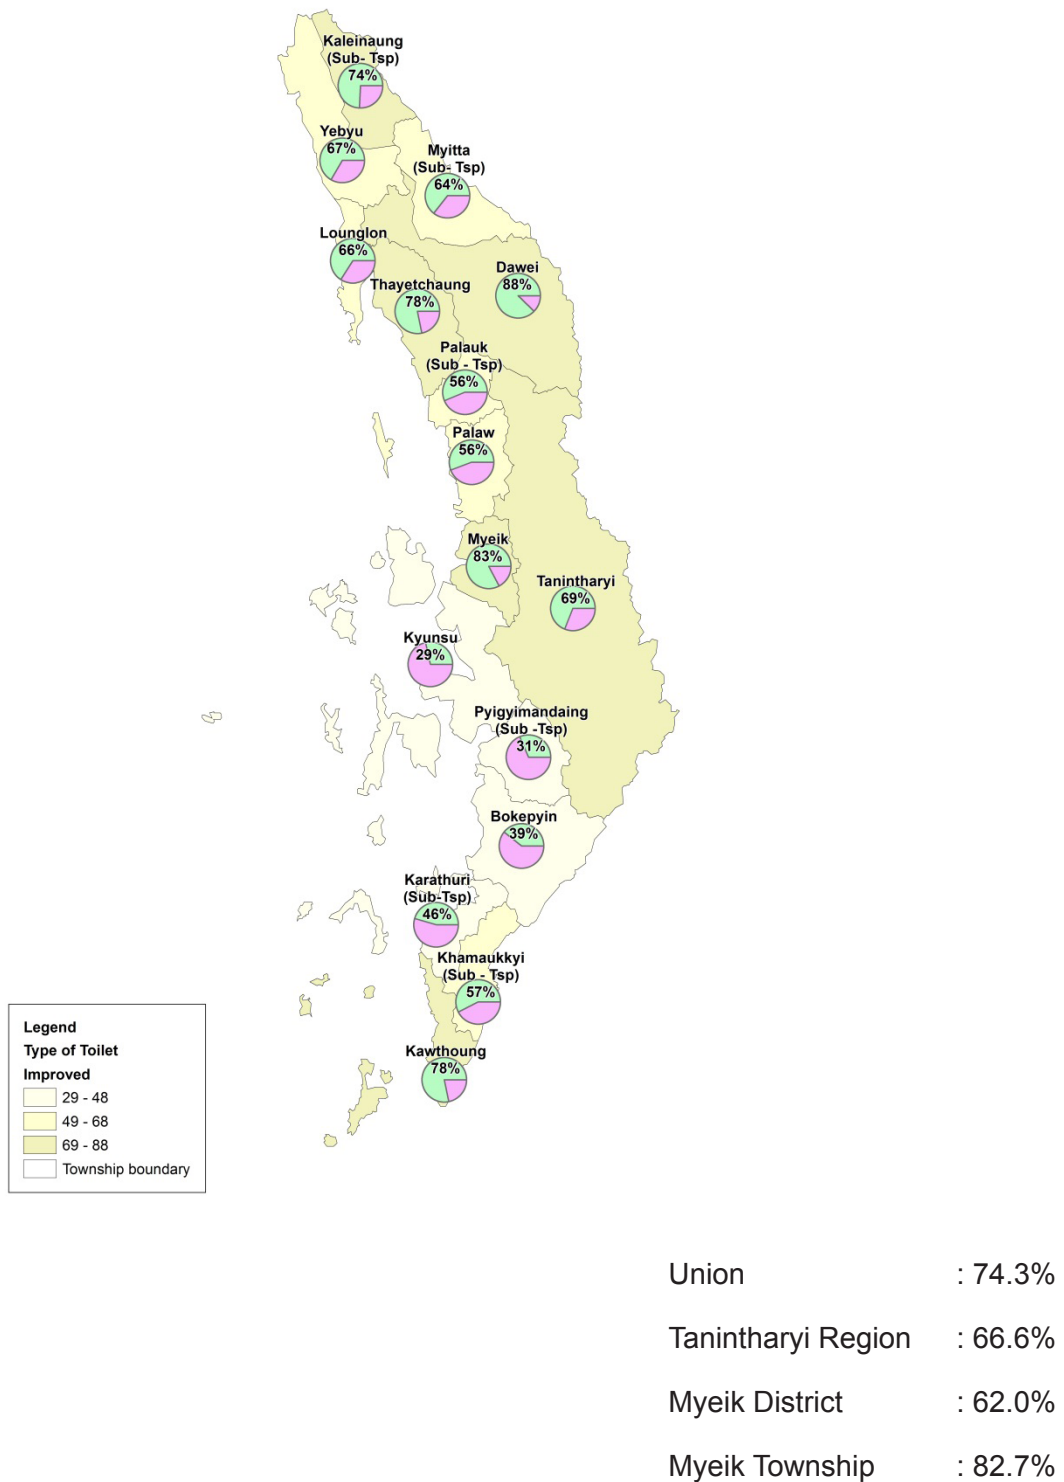 Kaleinaung
(Sub- Tsp)
74%
Yebyu
67%
Myitta
(Sub- Tsp)
64%
Lounglon
66%
Dawei
88%
Thayetchaung
78%
Palauk
(Sub - Tsp)
56%
Palaw
56%
Myeik
83%
Tanintharyi
69%
Kyunsu
29%
Pyigyimandaing
(Sub -Tsp)
31%
Bokepyin
39%
Karathuri
(Sub-Tsp)
46%
Khamaukkyi
(Sub - Tsp)
57%
Kawthoung
78%
Legend
Type of Toilet
Improved
29 - 48
49 - 68
69 - 88
Township boundary
Union : 74.3%
Tanintharyi Region : 66.6%
Myeik District : 62.0%
Myeik Township : 82.7%